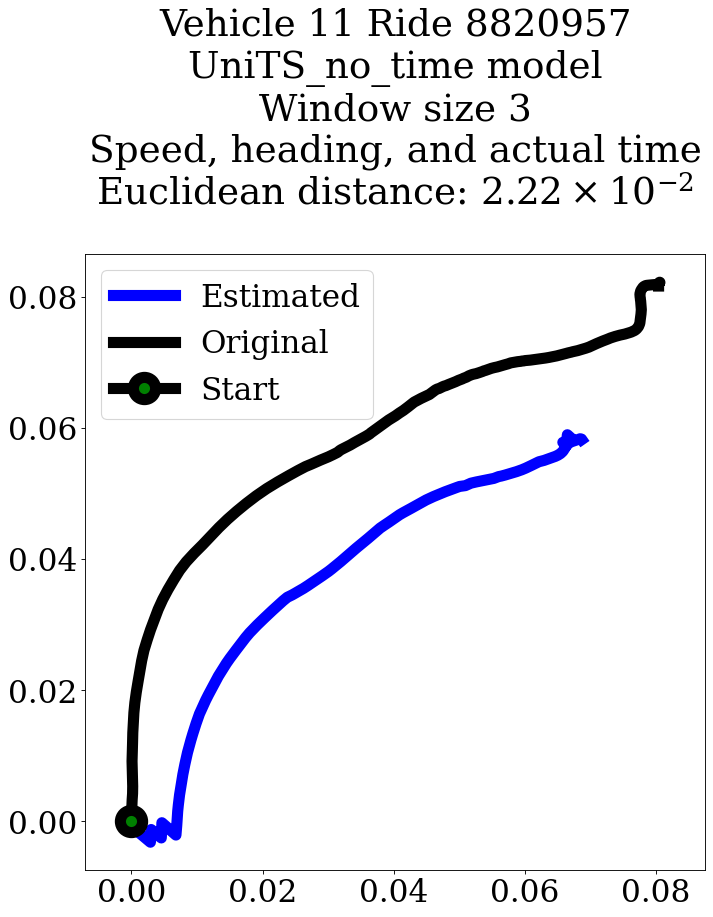 Vehicle 11 Ride 8820957
UniTS_no_time model
Window size 3
Speed, heading, and actual time
Euclidean distance: 2.22 × 10⁻²
Estimated
Original
Start
0.08
0.06
0.04
0.02
0.00
0.00 0.02 0.04 0.06 0.08